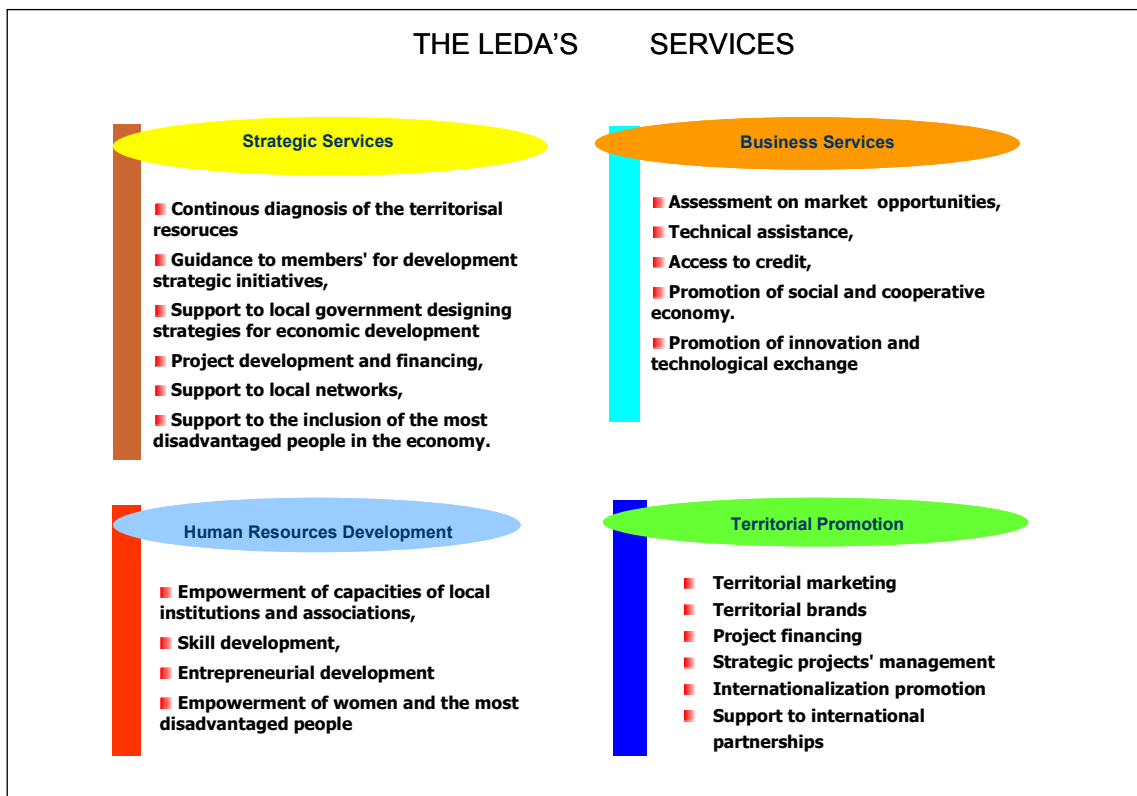 THE LEDA'S SERVICES
Strategic Services
Continous diagnosis of the territorisal
resoruces
Guidance to members' for development
strategic initiatives,
Support to local government designing
strategies for economic development
Project development and financing,
Support to local networks,
Support to the inclusion of the most
disadvantaged people in the economy.
Business Services
Assessment on market opportunities,
Technical assistance,
Access to credit,
Promotion of social and cooperative
economy.
Promotion of innovation and
technological exchange
Human Resources Development
Empowerment of capacities of local
institutions and associations,
Skill development,
Entrepreneurial development
Empowerment of women and the most
disadvantaged people
Territorial Promotion
Territorial marketing
Territorial brands
Project financing
Strategic projects' management
Internationalization promotion
Support to international
partnerships